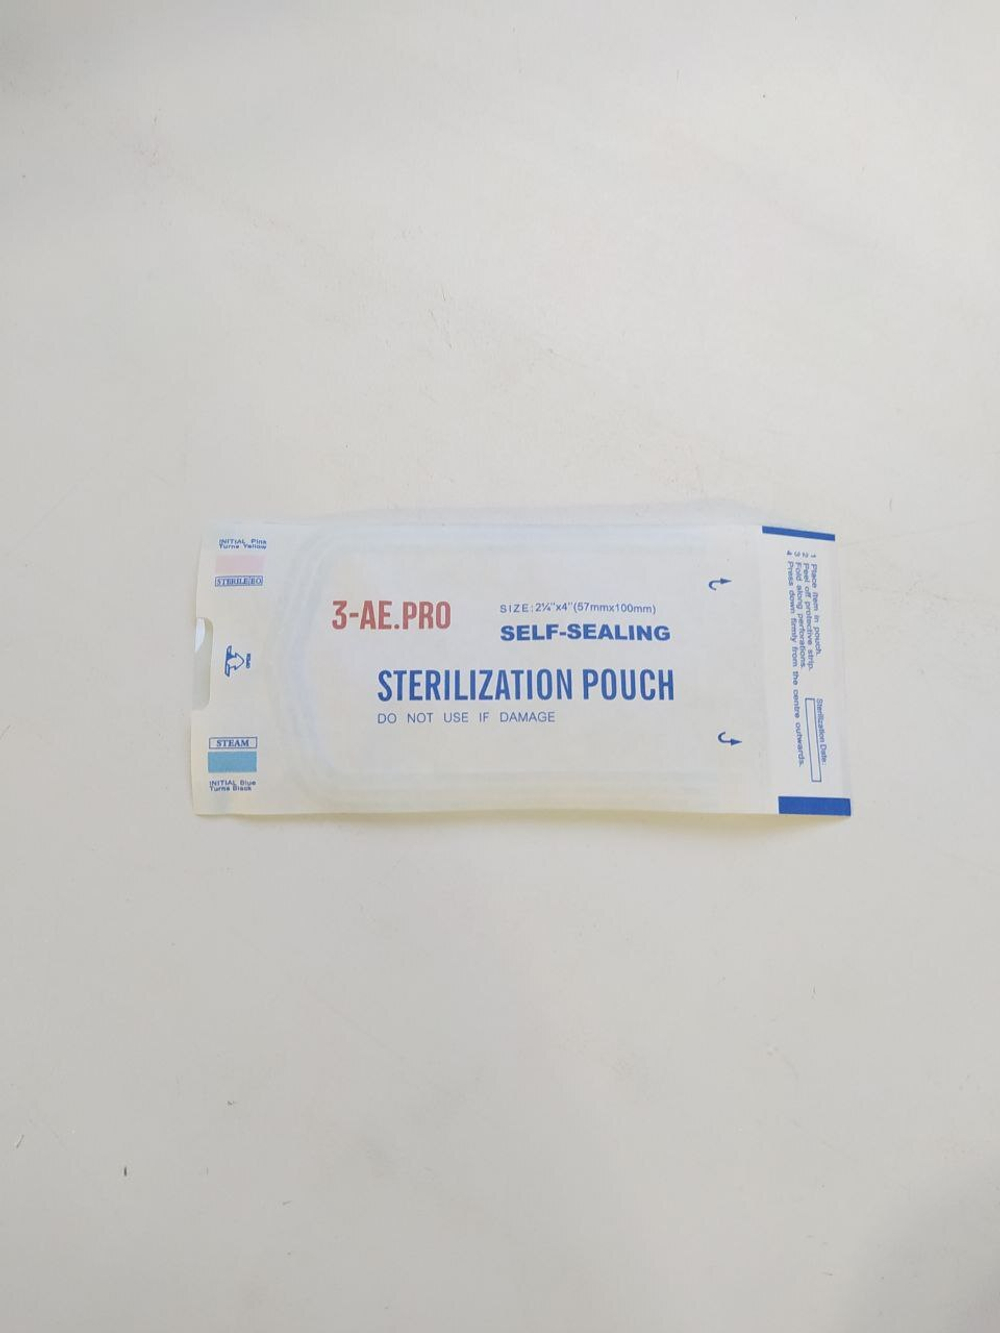 INITIAL Pink
Turns Yellow
STERILE EO
3-AE.PRO
SIZE: 2¼"x4"(57mmx100mm)
SELF-SEALING
STERILIZATION POUCH
DO NOT USE IF DAMAGE
STEAM
INITIAL Blue
Turns Black
1 Place item in pouch.
2 Peel off protective strip.
3 Fold along perforations.
4 Press down firmly from the centre outwards.
Sterilization Date: